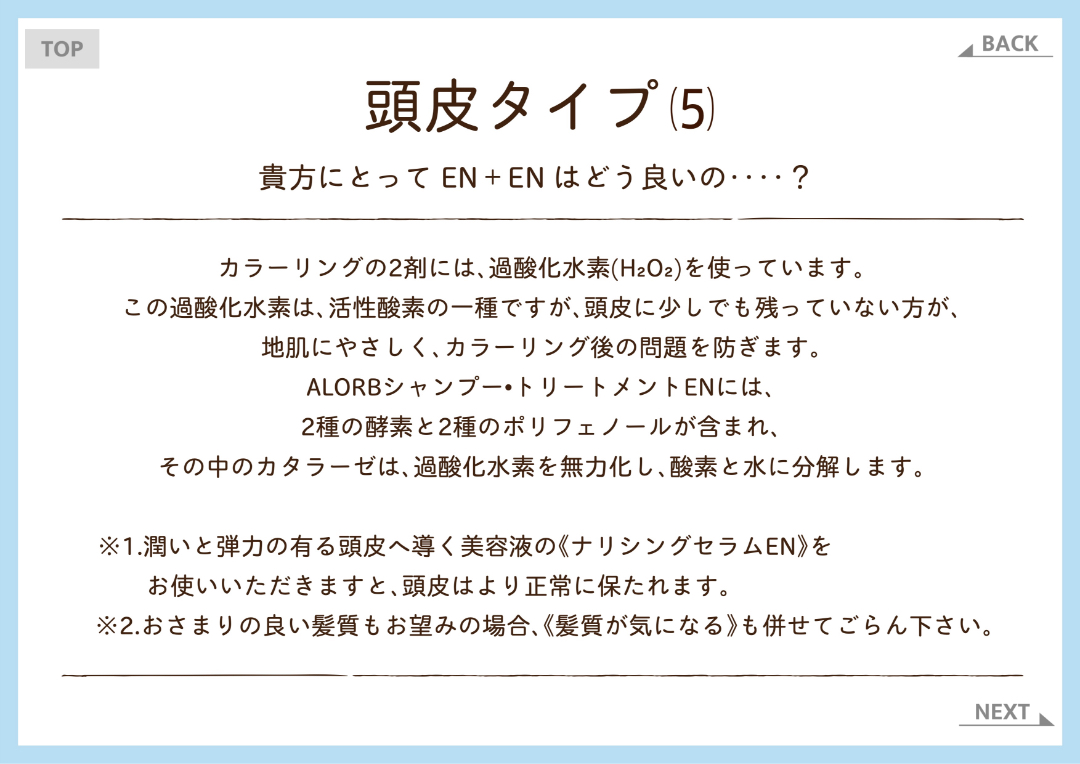 TOP
BACK
頭皮タイプ(5)
貴方にとって EN+EN はどう良いの‥‥?
カラーリングの2剤には、過酸化水素(H₂O₂)を使っています。
この過酸化水素は、活性酸素の一種ですが、頭皮に少しでも残っていない方が、
地肌にやさしく、カラーリング後の問題を防ぎます。
ALORBシャンプー•トリートメントENには、
2種の酵素と2種のポリフェノールが含まれ、
その中のカタラーゼは、過酸化水素を無力化し、酸素と水に分解します。
※1.潤いと弾力の有る頭皮へ導く美容液の《ナリシングセラムEN》を
お使いいただきますと、頭皮はより正常に保たれます。
※2.おさまりの良い髪質もお望みの場合、《髪質が気になる》も併せてごらん下さい。
NEXT